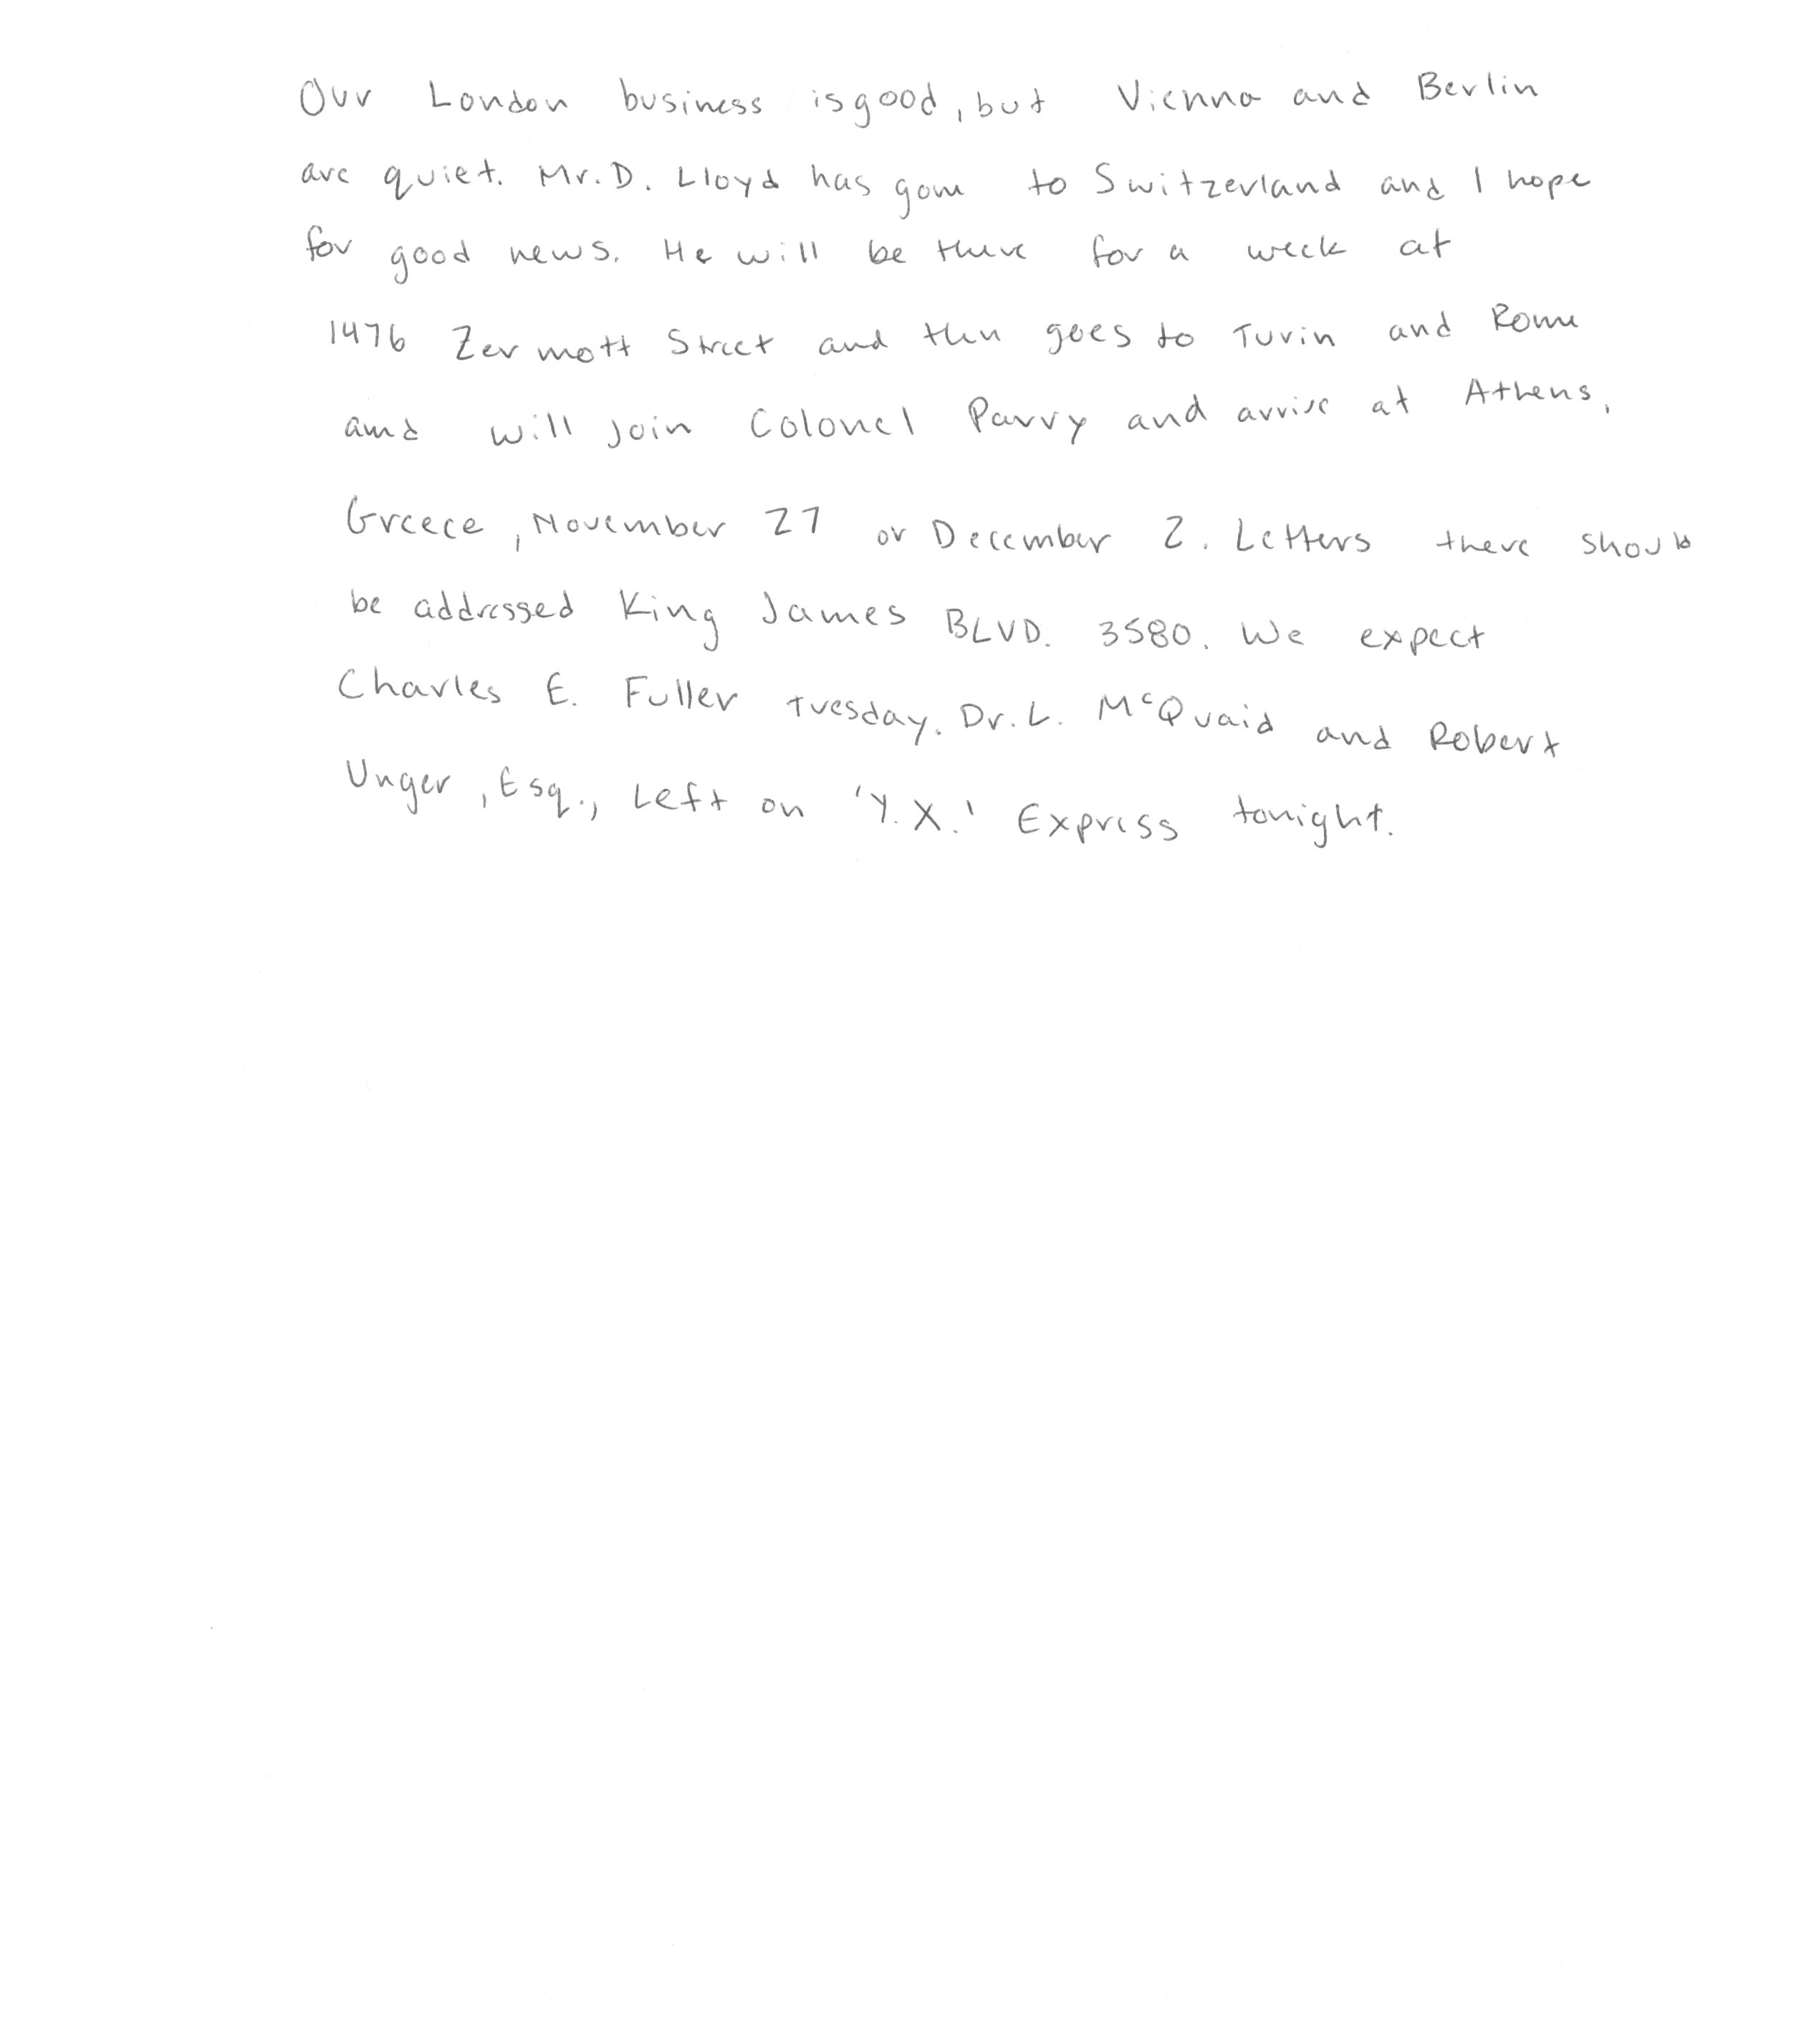 Our London business is good, but Vienna and Berlin
are quiet. Mr. D. Lloyd has gone to Switzerland and I hope
for good news. He will be there for a week at
1476 Zermott Street and then goes to Turin and Rome
and will join Colonel Parry and arrive at Athens,
Greece, November 27 or December 2. Letters there should
be addressed King James BLVD. 3580. We expect
Charles E. Fuller Tuesday. Dr. L. McQuaid and Robert
Unger, Esq., Left on 'Y.X.' Express tonight.